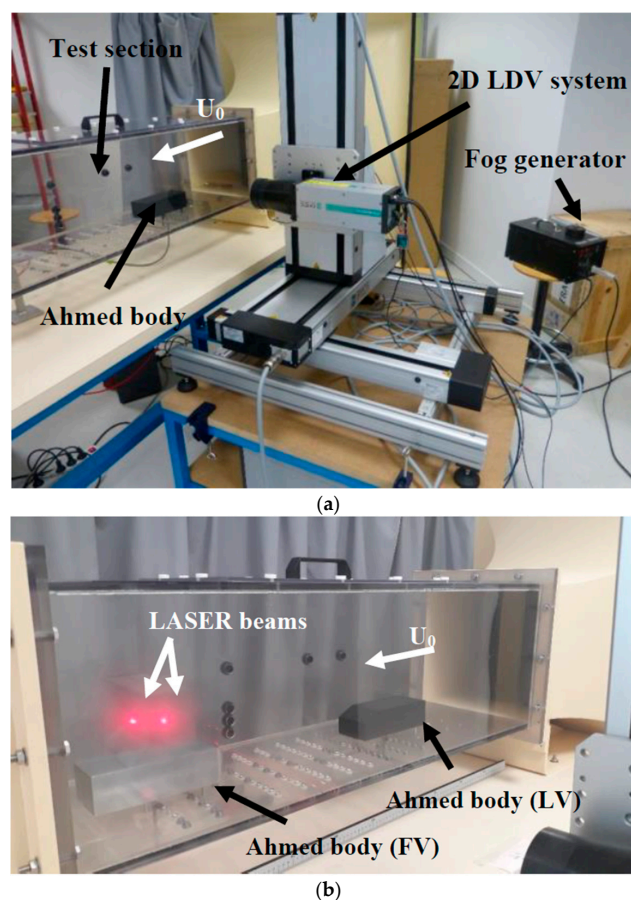 Test section
2D LDV system
U0
Fog generator
Ahmed body
(a)
LASER beams
U0
Ahmed body (LV)
Ahmed body (FV)
(b)